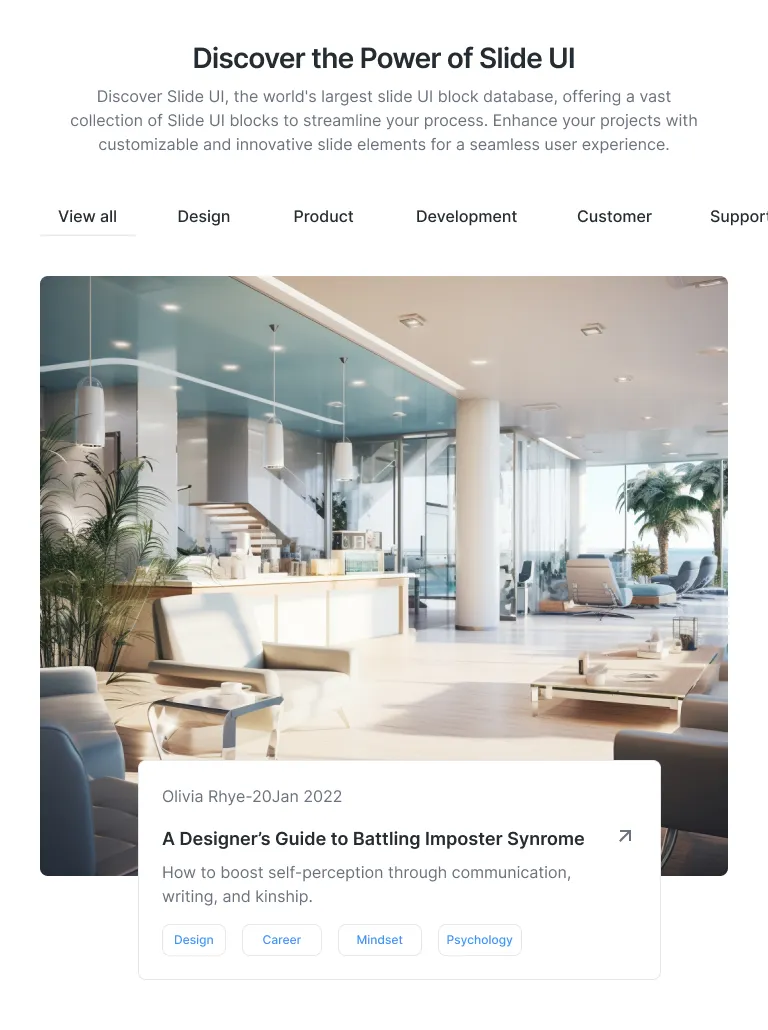 Discover the Power of Slide UI
Discover Slide UI, the world's largest slide UI block database, offering a vast
collection of Slide UI blocks to streamline your process. Enhance your projects with
customizable and innovative slide elements for a seamless user experience.
View all Design Product Development Customer Support
Olivia Rhye-20Jan 2022
A Designer’s Guide to Battling Imposter Synrome
How to boost self-perception through communication,
writing, and kinship.
Design Career Mindset Psychology